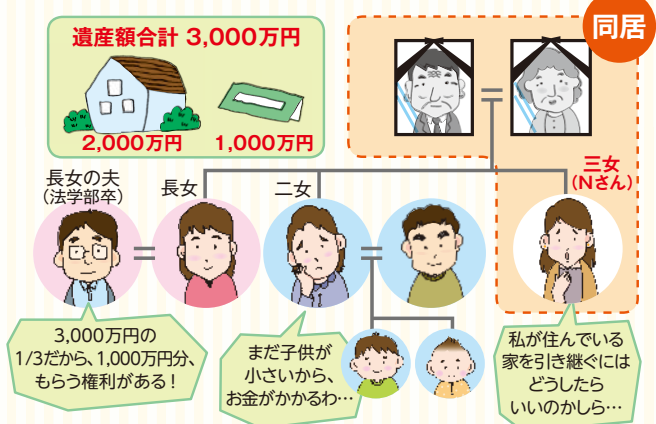 同居
遺産額合計 3,000万円
2,000万円
1,000万円
長女の夫
(法学部卒)
長女
二女
三女
(Nさん)
3,000万円の
1/3だから、1,000万円分、
もらう権利がある！
まだ子供が
小さいから、
お金がかかるわ…
私が住んでいる
家を引き継ぐには
どうしたら
いいのかしら…